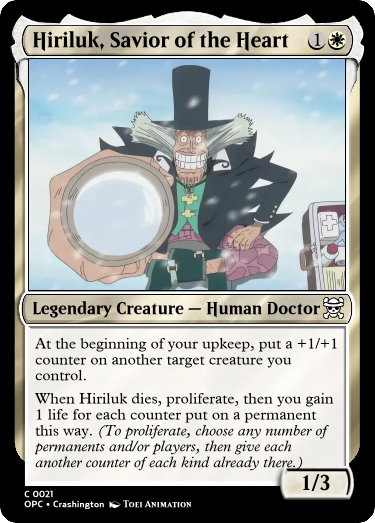 Hiriluk, Savior of the Heart 1
Legendary Creature — Human Doctor
At the beginning of your upkeep, put a +1/+1
counter on another target creature you
control.
When Hiriluk dies, proliferate, then you gain
1 life for each counter put on a permanent
this way. (To proliferate, choose any number of
permanents and/or players, then give each
another counter of each kind already there.)
1/3
C 0021
OPC • Crashington TOEI ANIMATION